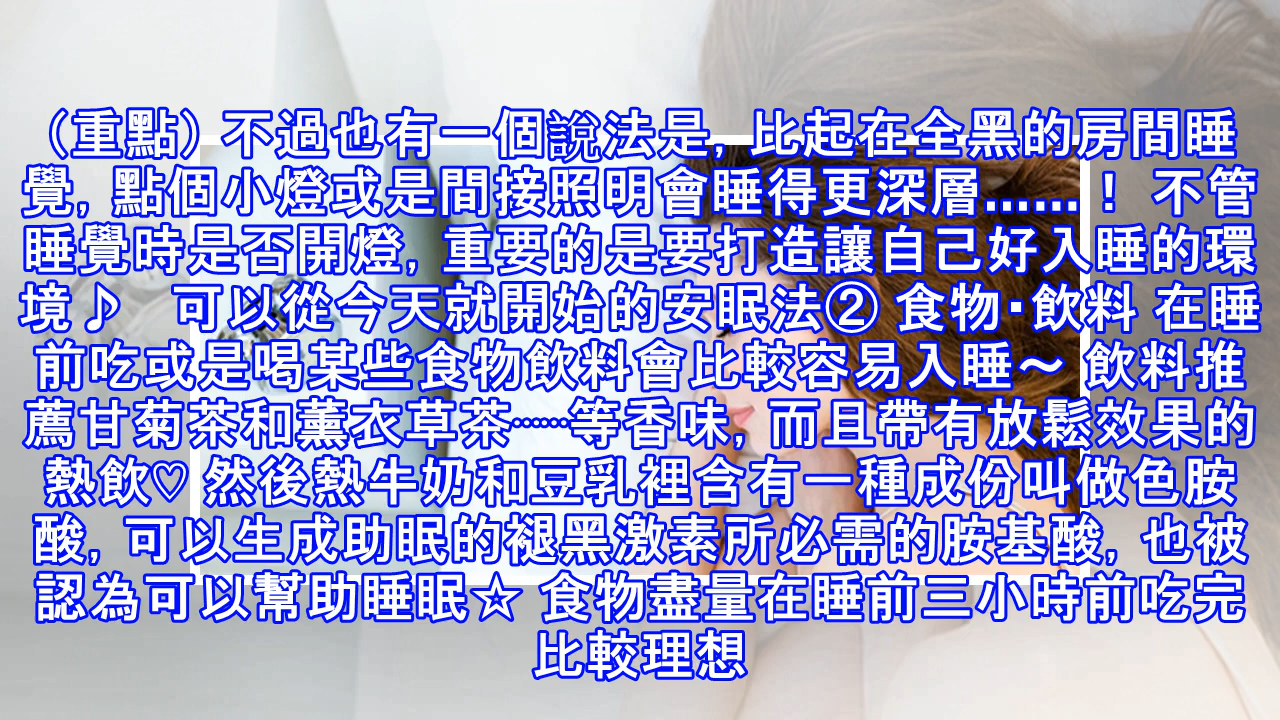 （重點）不過也有一個說法是, 比起在全黑的房間睡
覺, 點個小燈或是間接照明會睡得更深層……！ 不管
睡覺時是否開燈, 重要的是要打造讓自己好入睡的環
境♪　可以從今天就開始的安眠法② 食物･飲料 在睡
前吃或是喝某些食物飲料會比較容易入睡～ 飲料推
薦甘菊茶和薰衣草茶┈┈等香味, 而且帶有放鬆效果的
熱飲♡ 然後熱牛奶和豆乳裡含有一種成份叫做色胺
酸, 可以生成助眠的褪黑激素所必需的胺基酸, 也被
認為可以幫助睡眠☆ 食物盡量在睡前三小時前吃完
比較理想